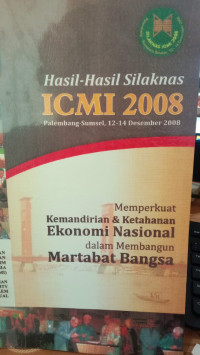 Hasil-Hasil Silaknas
ICMI 2008
Palembang-Sumsel, 12-14 Desember 2008
Memperkuat
Kemandirian & Ketahanan
Ekonomi Nasional
dalam Membangun
Martabat Bangsa